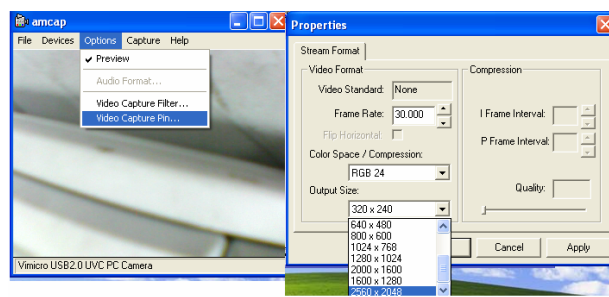 amcap
File Devices Options Capture Help
Preview
Audio Format...
Video Capture Filter...
Video Capture Pin...
Vimicro USB2.0 UVC PC Camera
Properties
Stream Format
Video Format
Video Standard: None
Frame Rate: 30.000
Flip Horizontal:
Color Space / Compression:
RGB 24
Output Size:
320 x 240
640 x 480
800 x 600
1024 x 768
1280 x 1024
2000 x 1600
1600 x 1280
2560 x 2048
Compression
I Frame Interval:
P Frame Interval:
Quality:
Cancel Apply